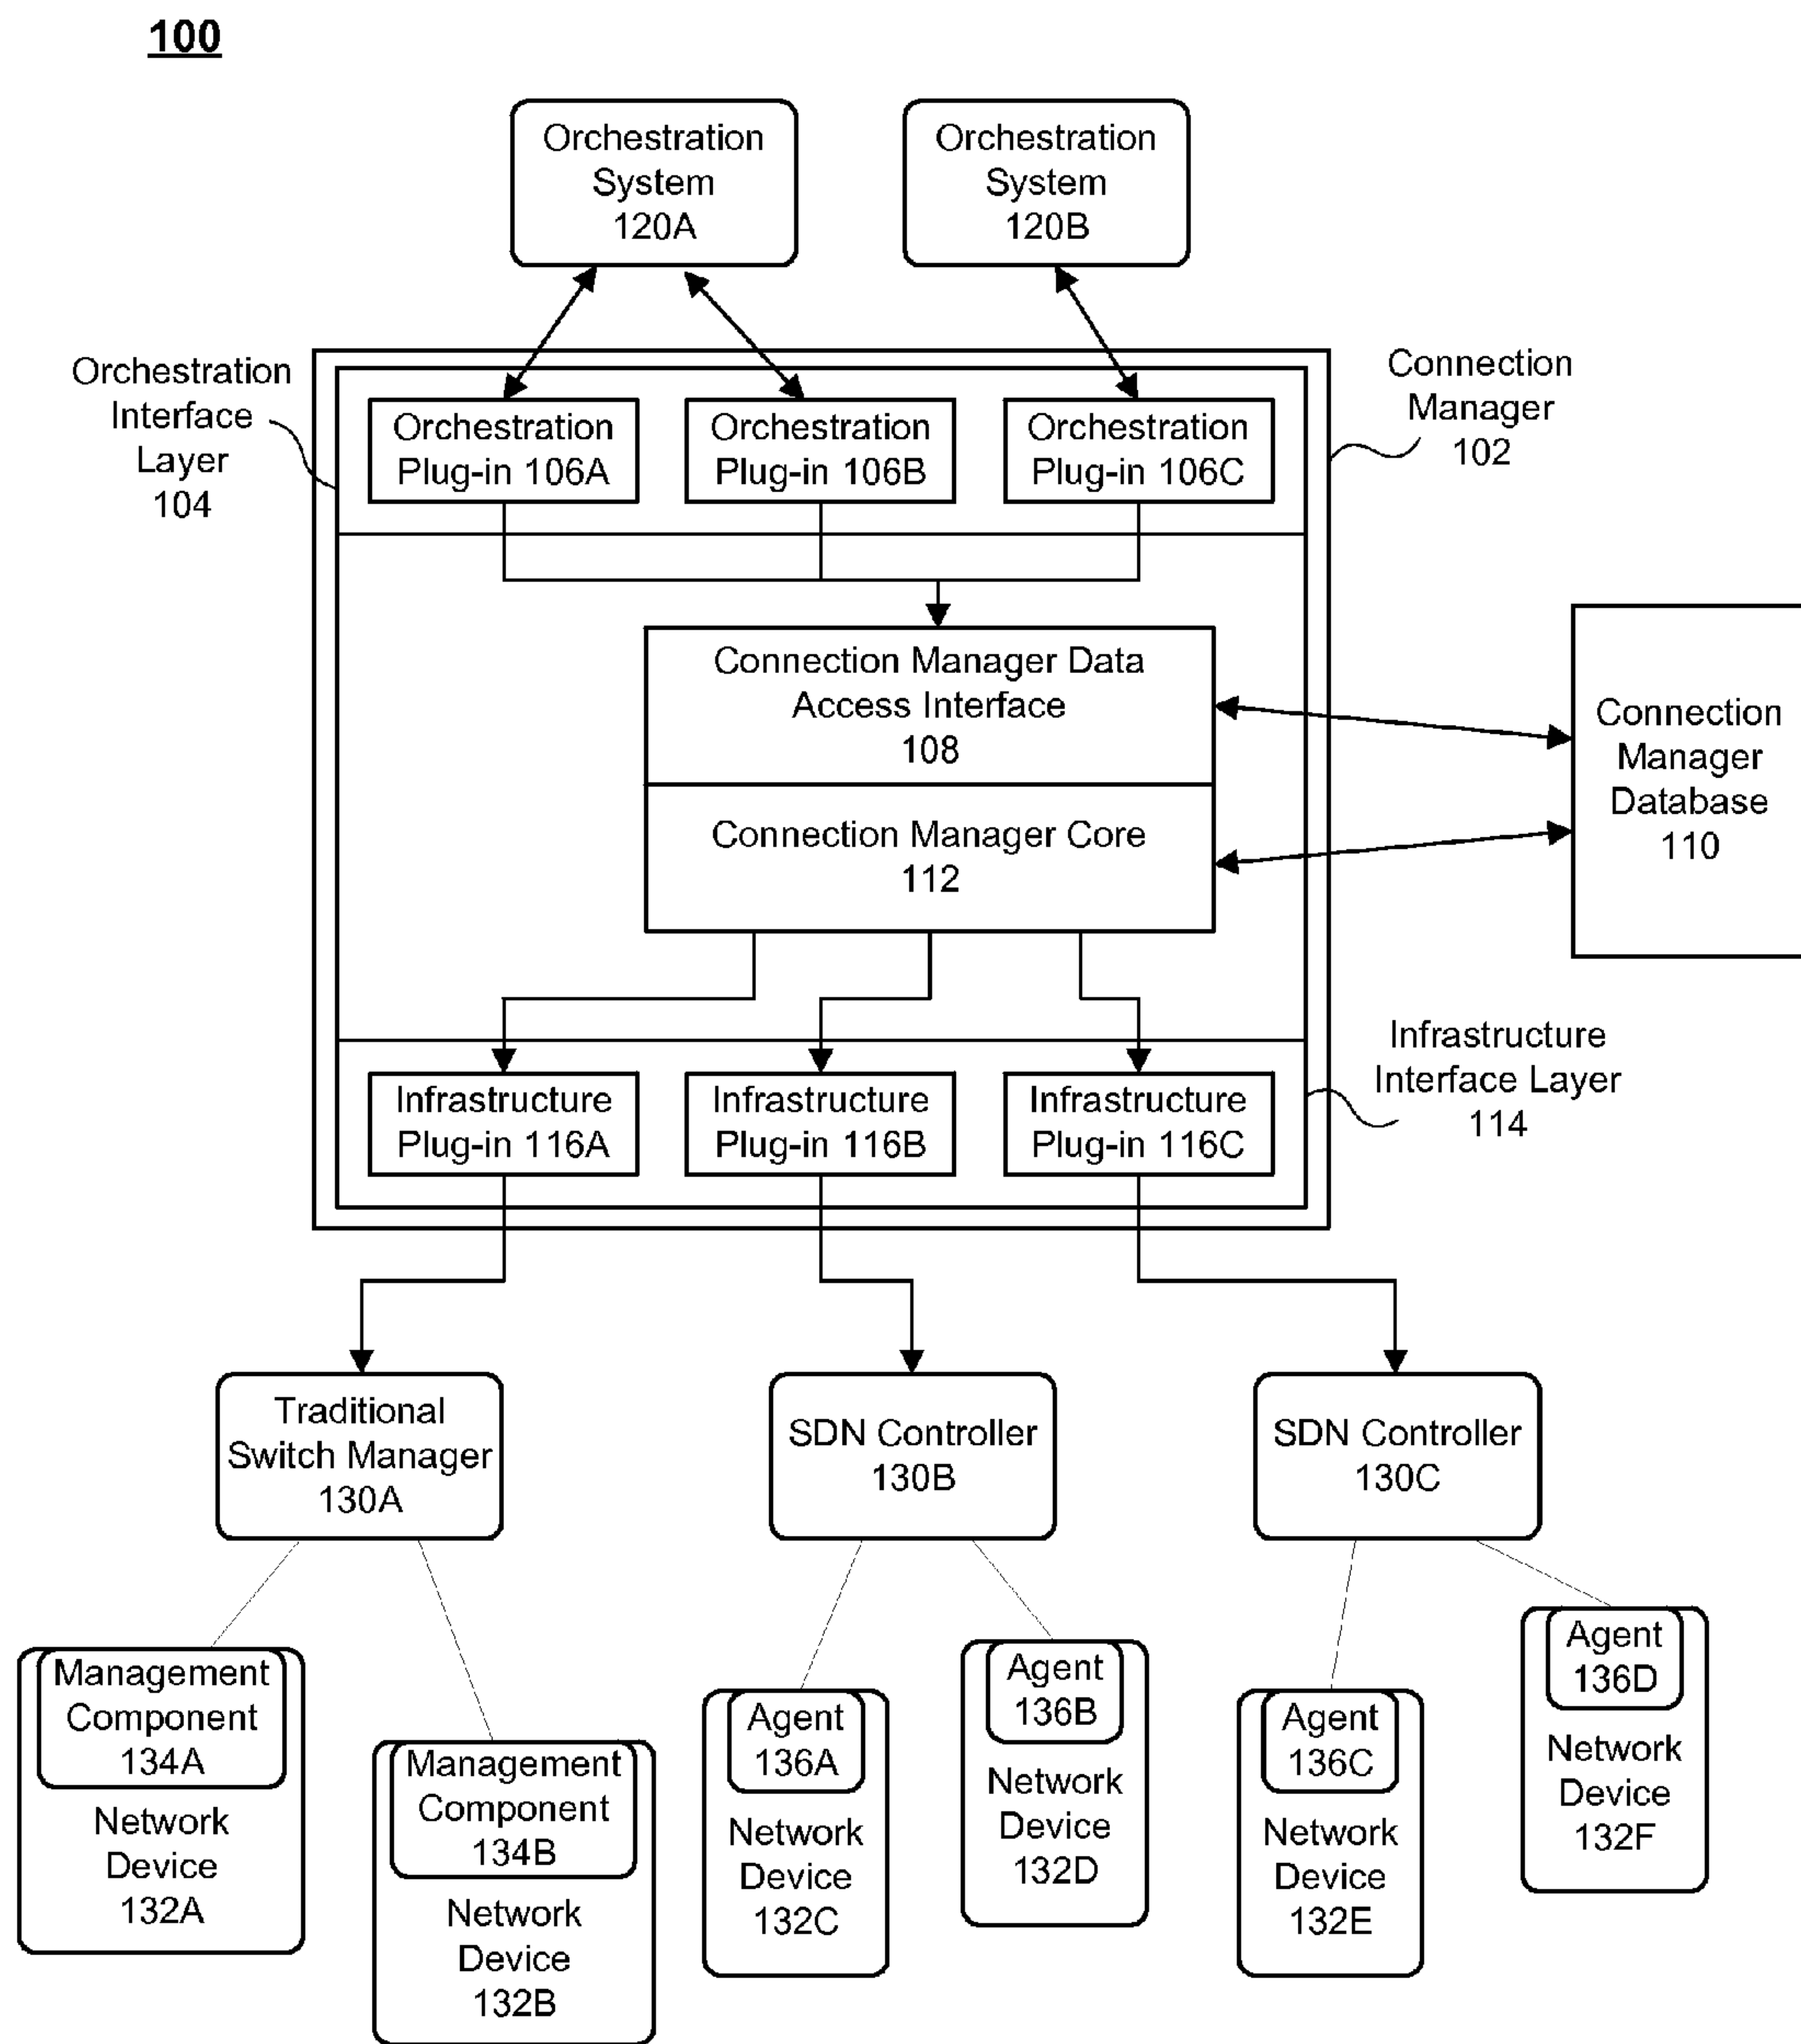 100
Orchestration
System
120A
Orchestration
System
120B
Orchestration
Interface
Layer
104
Connection
Manager
102
Orchestration
Plug-in 106A
Orchestration
Plug-in 106B
Orchestration
Plug-in 106C
Connection Manager Data
Access Interface
108
Connection Manager Core
112
Connection
Manager
Database
110
Infrastructure
Interface Layer
114
Infrastructure
Plug-in 116A
Infrastructure
Plug-in 116B
Infrastructure
Plug-in 116C
Traditional
Switch Manager
130A
SDN Controller
130B
SDN Controller
130C
Management
Component
134A
Network
Device
132A
Management
Component
134B
Network
Device
132B
Agent
136A
Network
Device
132C
Agent
136B
Network
Device
132D
Agent
136C
Network
Device
132E
Agent
136D
Network
Device
132F